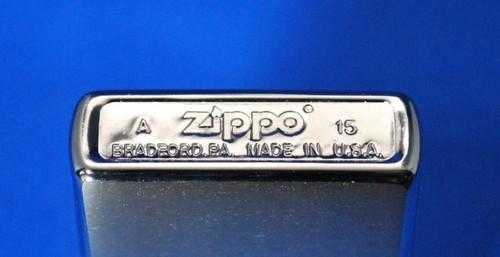 A Zippo 15
BRADFORD.PA. MADE IN U.S.A.